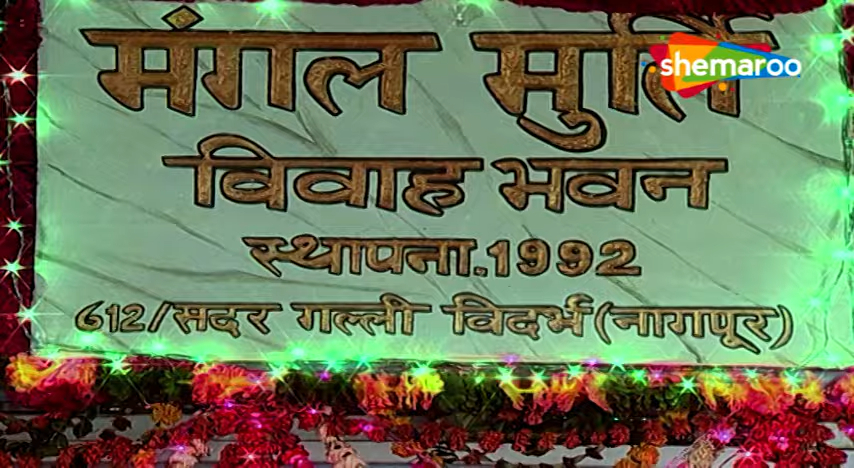 मंगल मुर्ति
shemaroo
विवाह भवन
स्थापना.1992
612/सदर गल्ली विदर्भ(नागपूर)